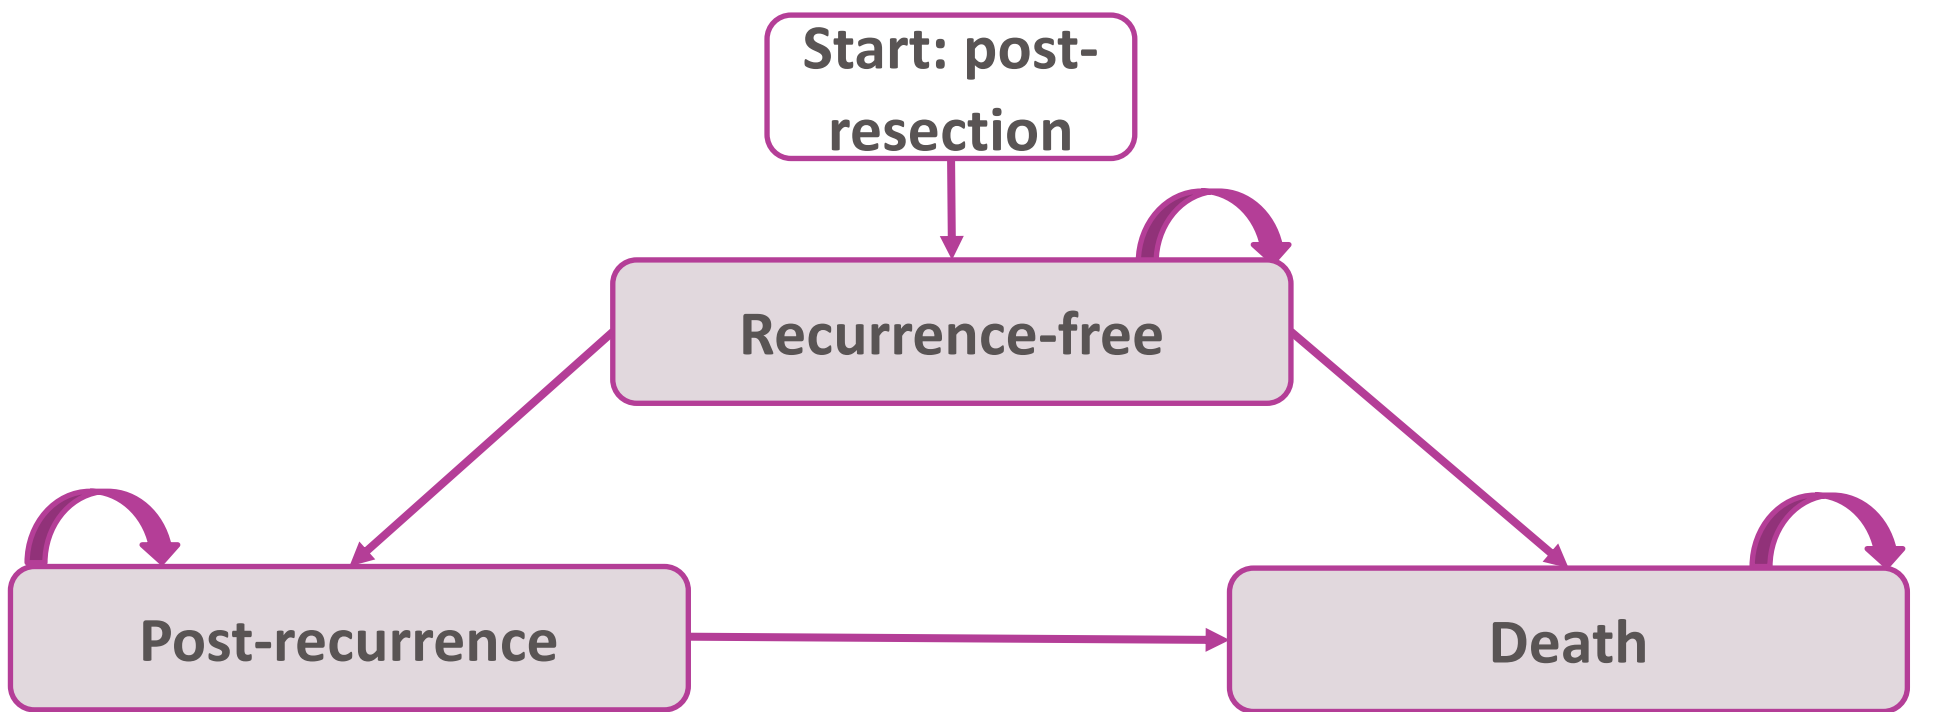 Start: post-
resection
Recurrence-free
Post-recurrence
Death